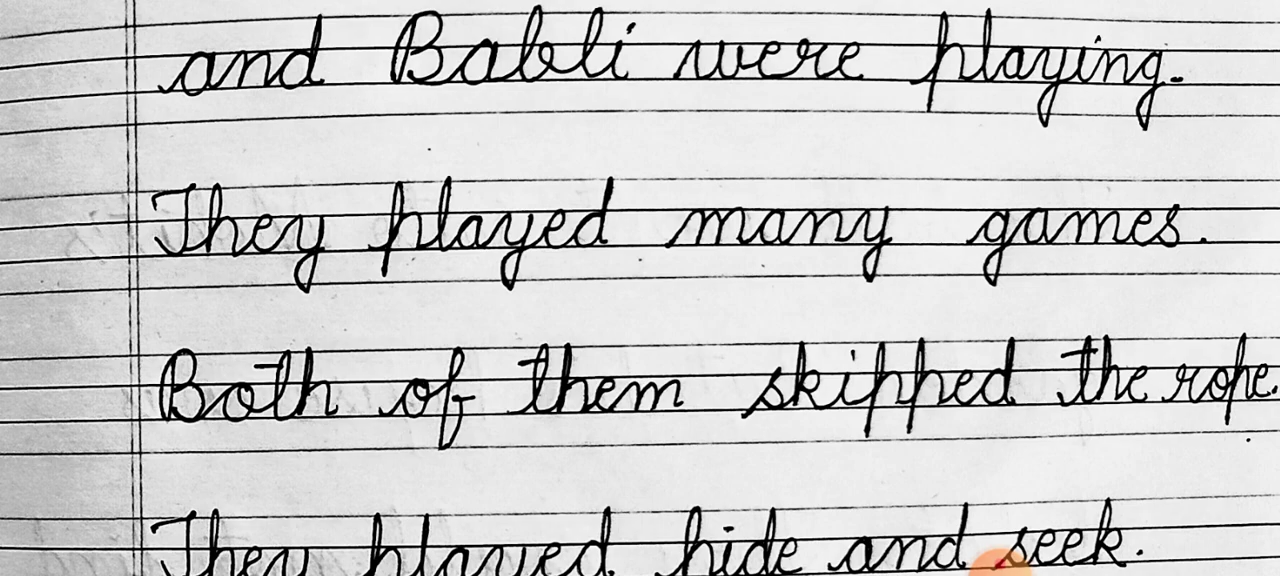 and Babli were playing.
They played many games.
Both of them skipped the rope.
They played hide and seek.